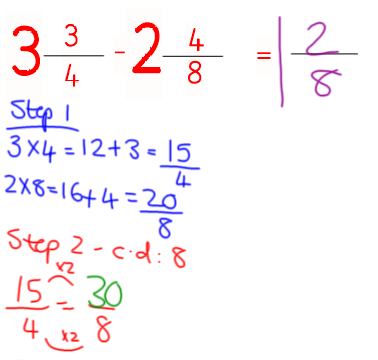 3 3/4 - 2 4/8 = 1 2/8
Step 1
3×4=12+3=15/4
2×8=16+4=20/8
Step 2 - c.d: 8
×2
15/4 = 30/8
×2